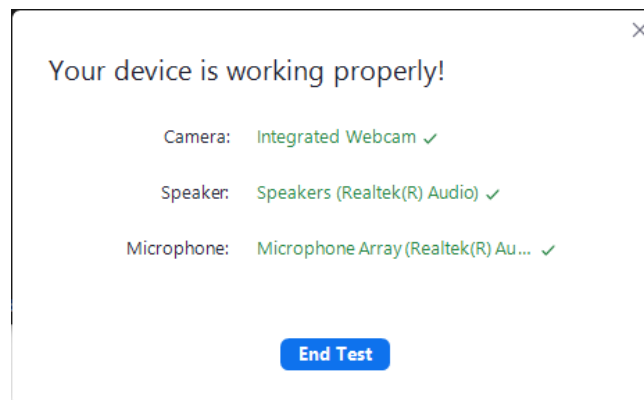 Your device is working properly!
Camera: Integrated Webcam ✓
Speaker: Speakers (Realtek(R) Audio) ✓
Microphone: Microphone Array (Realtek(R) Au... ✓
End Test